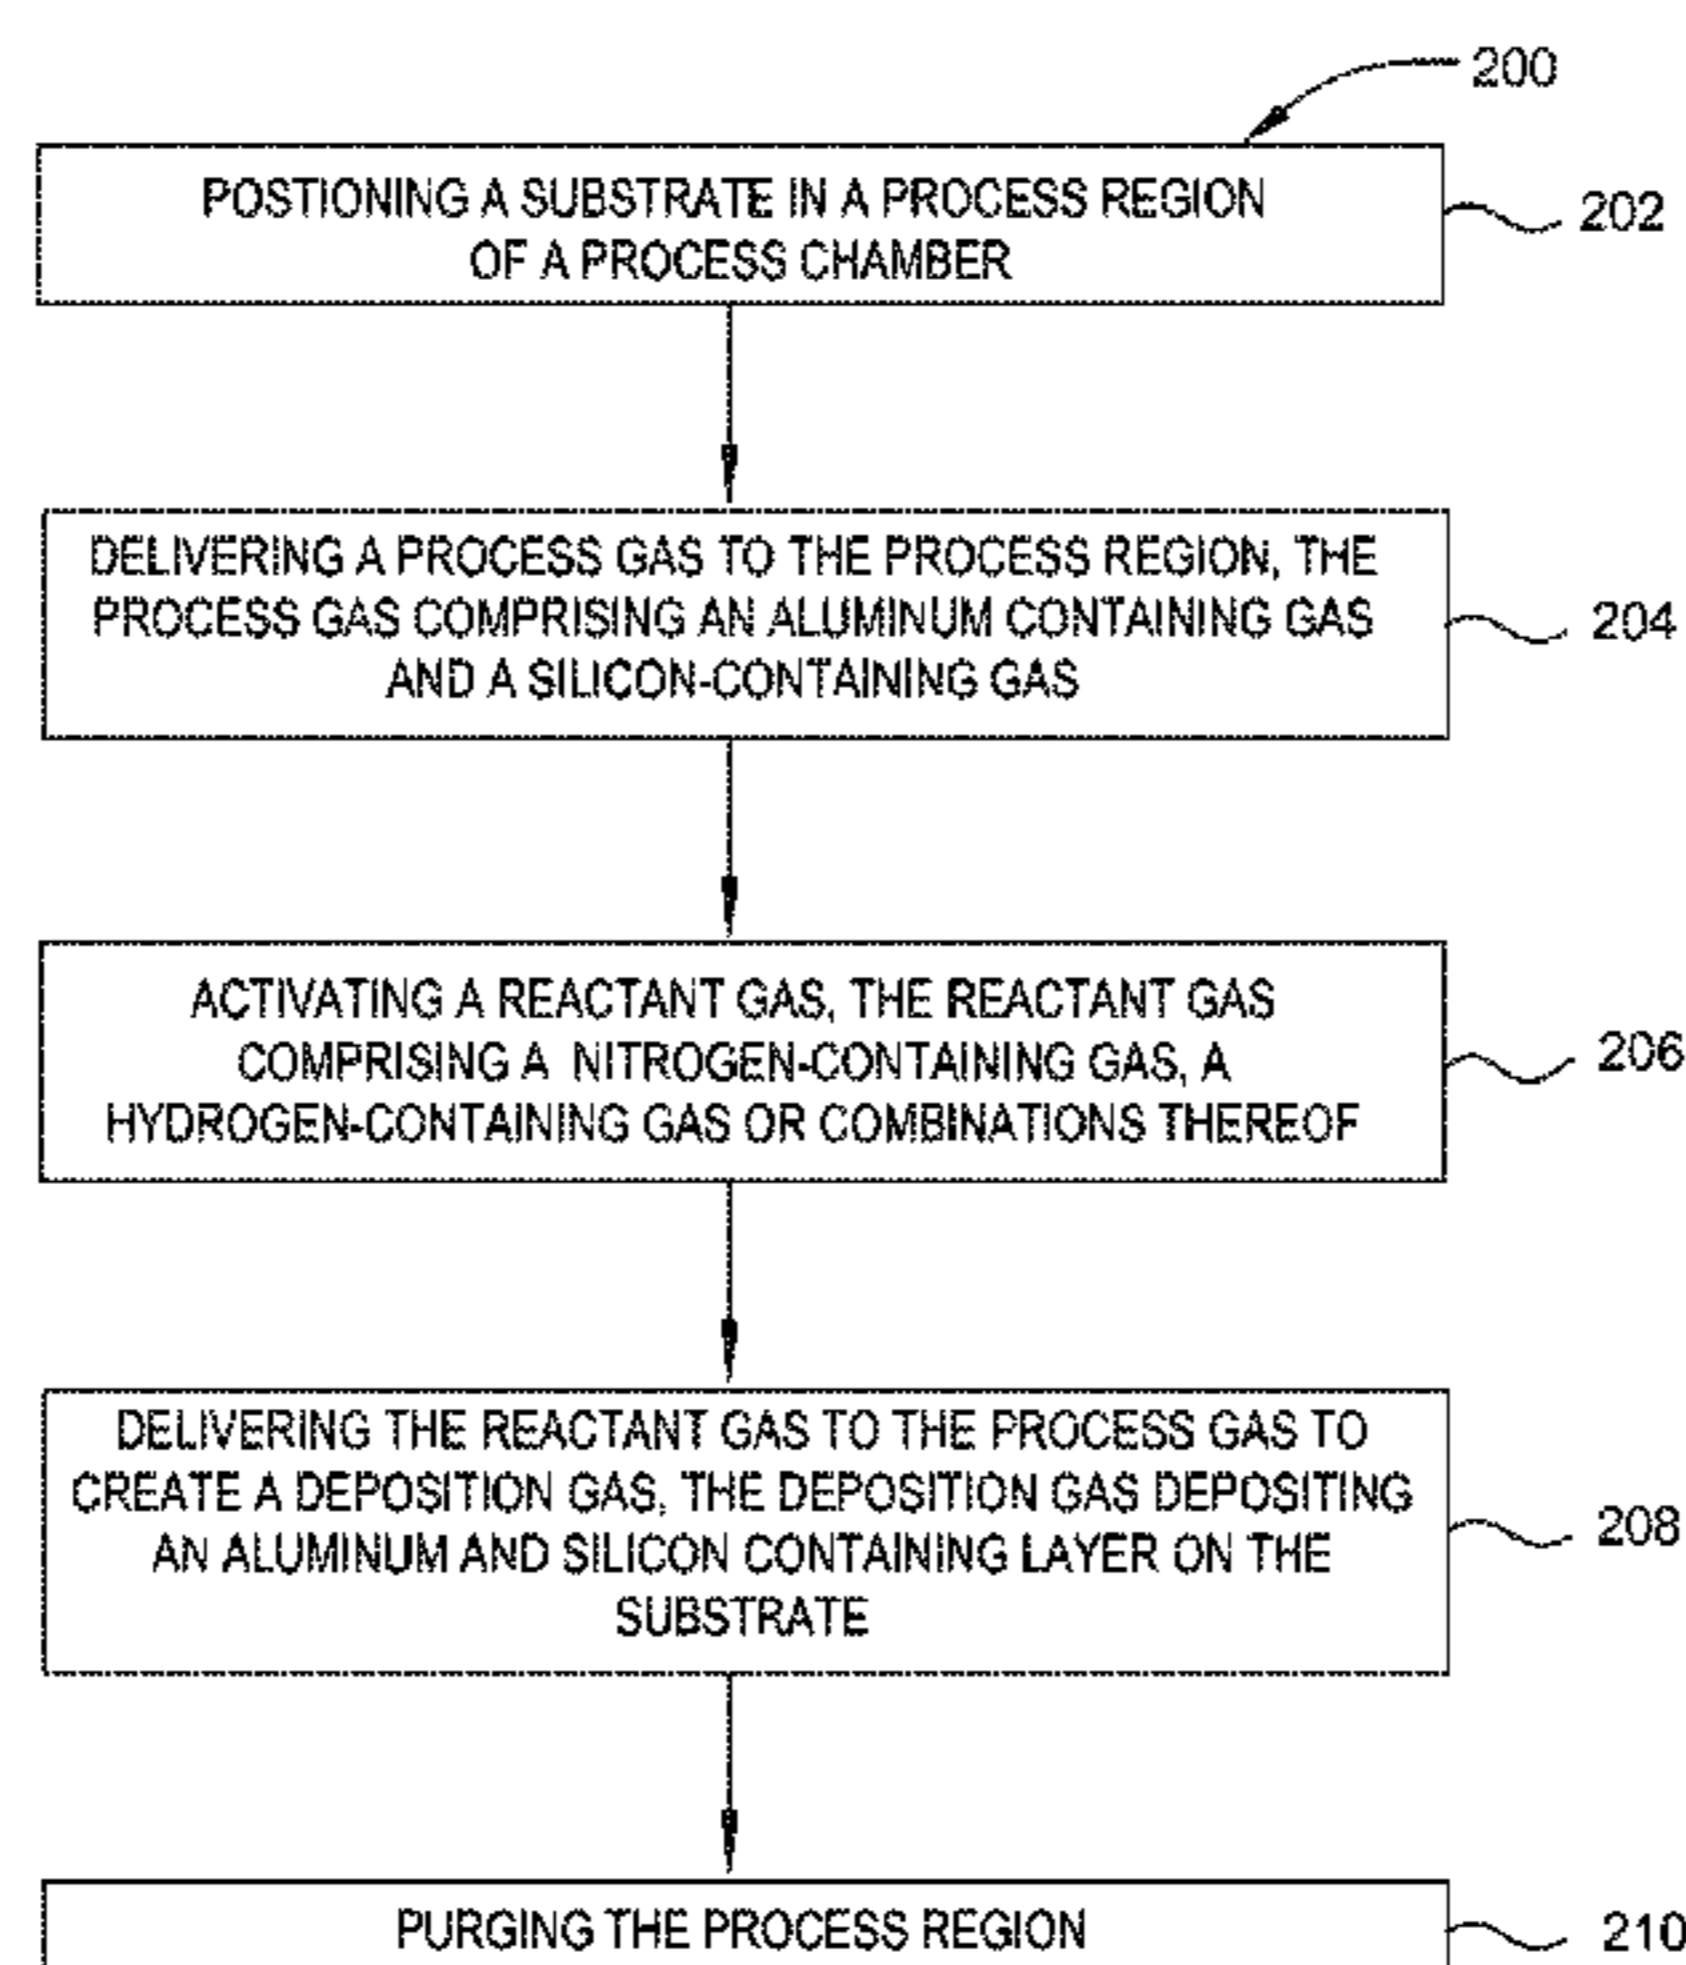 200
POSTIONING A SUBSTRATE IN A PROCESS REGION
OF A PROCESS CHAMBER
202
DELIVERING A PROCESS GAS TO THE PROCESS REGION, THE
PROCESS GAS COMPRISING AN ALUMINUM CONTAINING GAS
AND A SILICON-CONTAINING GAS
204
ACTIVATING A REACTANT GAS, THE REACTANT GAS
COMPRISING A NITROGEN-CONTAINING GAS, A
HYDROGEN-CONTAINING GAS OR COMBINATIONS THEREOF
206
DELIVERING THE REACTANT GAS TO THE PROCESS GAS TO
CREATE A DEPOSITION GAS, THE DEPOSITION GAS DEPOSITING
AN ALUMINUM AND SILICON CONTAINING LAYER ON THE
SUBSTRATE
208
PURGING THE PROCESS REGION
210